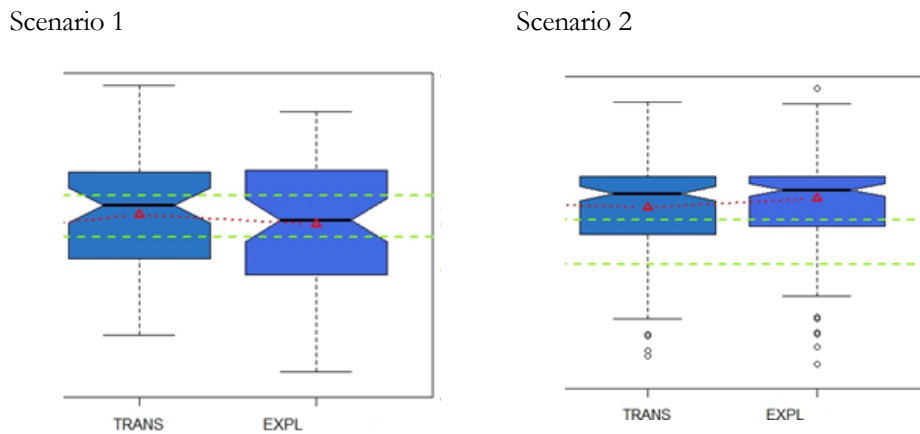 Scenario 1
Scenario 2
TRANS
EXPL
TRANS
EXPL